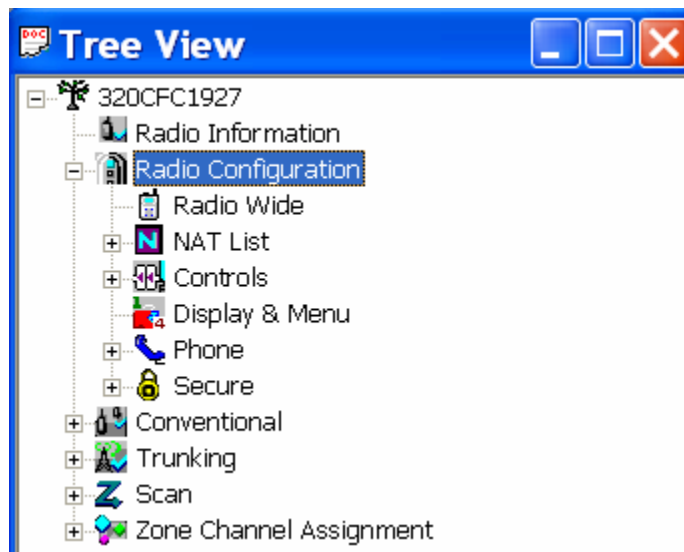 Tree View
320CFC1927
Radio Information
Radio Configuration
Radio Wide
NAT List
Controls
Display & Menu
Phone
Secure
Conventional
Trunking
Scan
Zone Channel Assignment